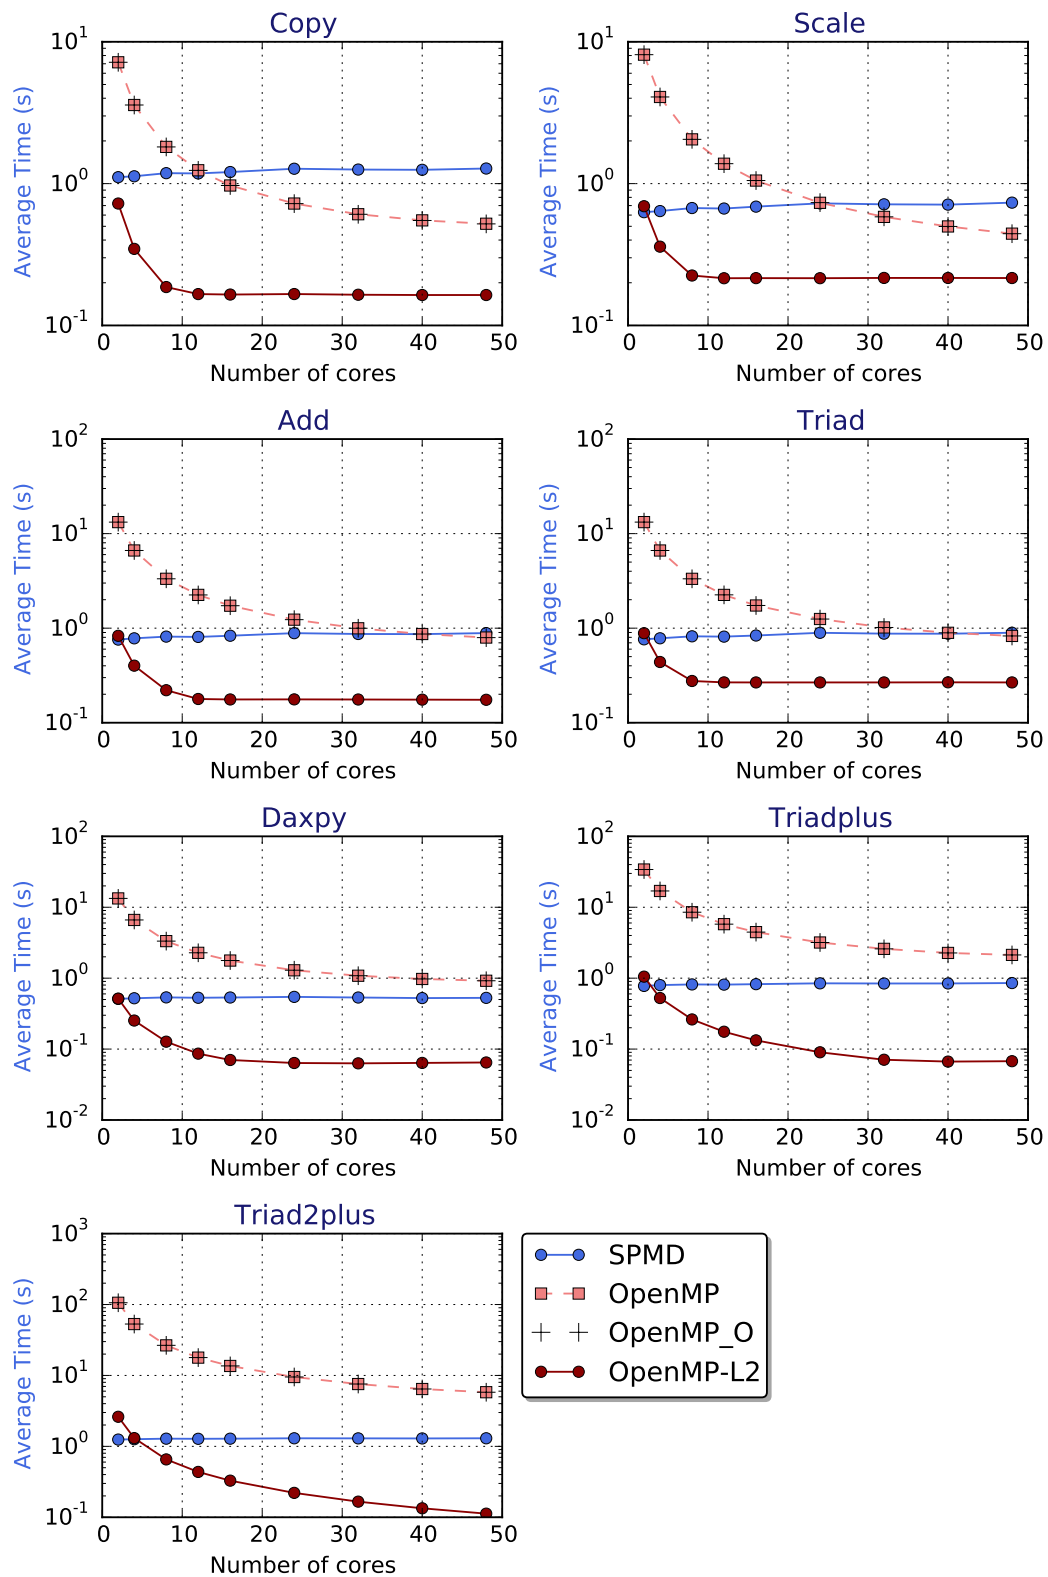 Copy
10^1
10^0
10^-1
Average Time (s)
0 10 20 30 40 50
Number of cores
Scale
10^1
10^0
10^-1
Average Time (s)
0 10 20 30 40 50
Number of cores
Add
10^2
10^1
10^0
10^-1
Average Time (s)
0 10 20 30 40 50
Number of cores
Triad
10^2
10^1
10^0
10^-1
Average Time (s)
0 10 20 30 40 50
Number of cores
Daxpy
10^2
10^1
10^0
10^-1
10^-2
Average Time (s)
0 10 20 30 40 50
Number of cores
Triadplus
10^2
10^1
10^0
10^-1
10^-2
Average Time (s)
0 10 20 30 40 50
Number of cores
Triad2plus
10^3
10^2
10^1
10^0
10^-1
Average Time (s)
0 10 20 30 40 50
Number of cores
SPMD
OpenMP
OpenMP_O
OpenMP-L2